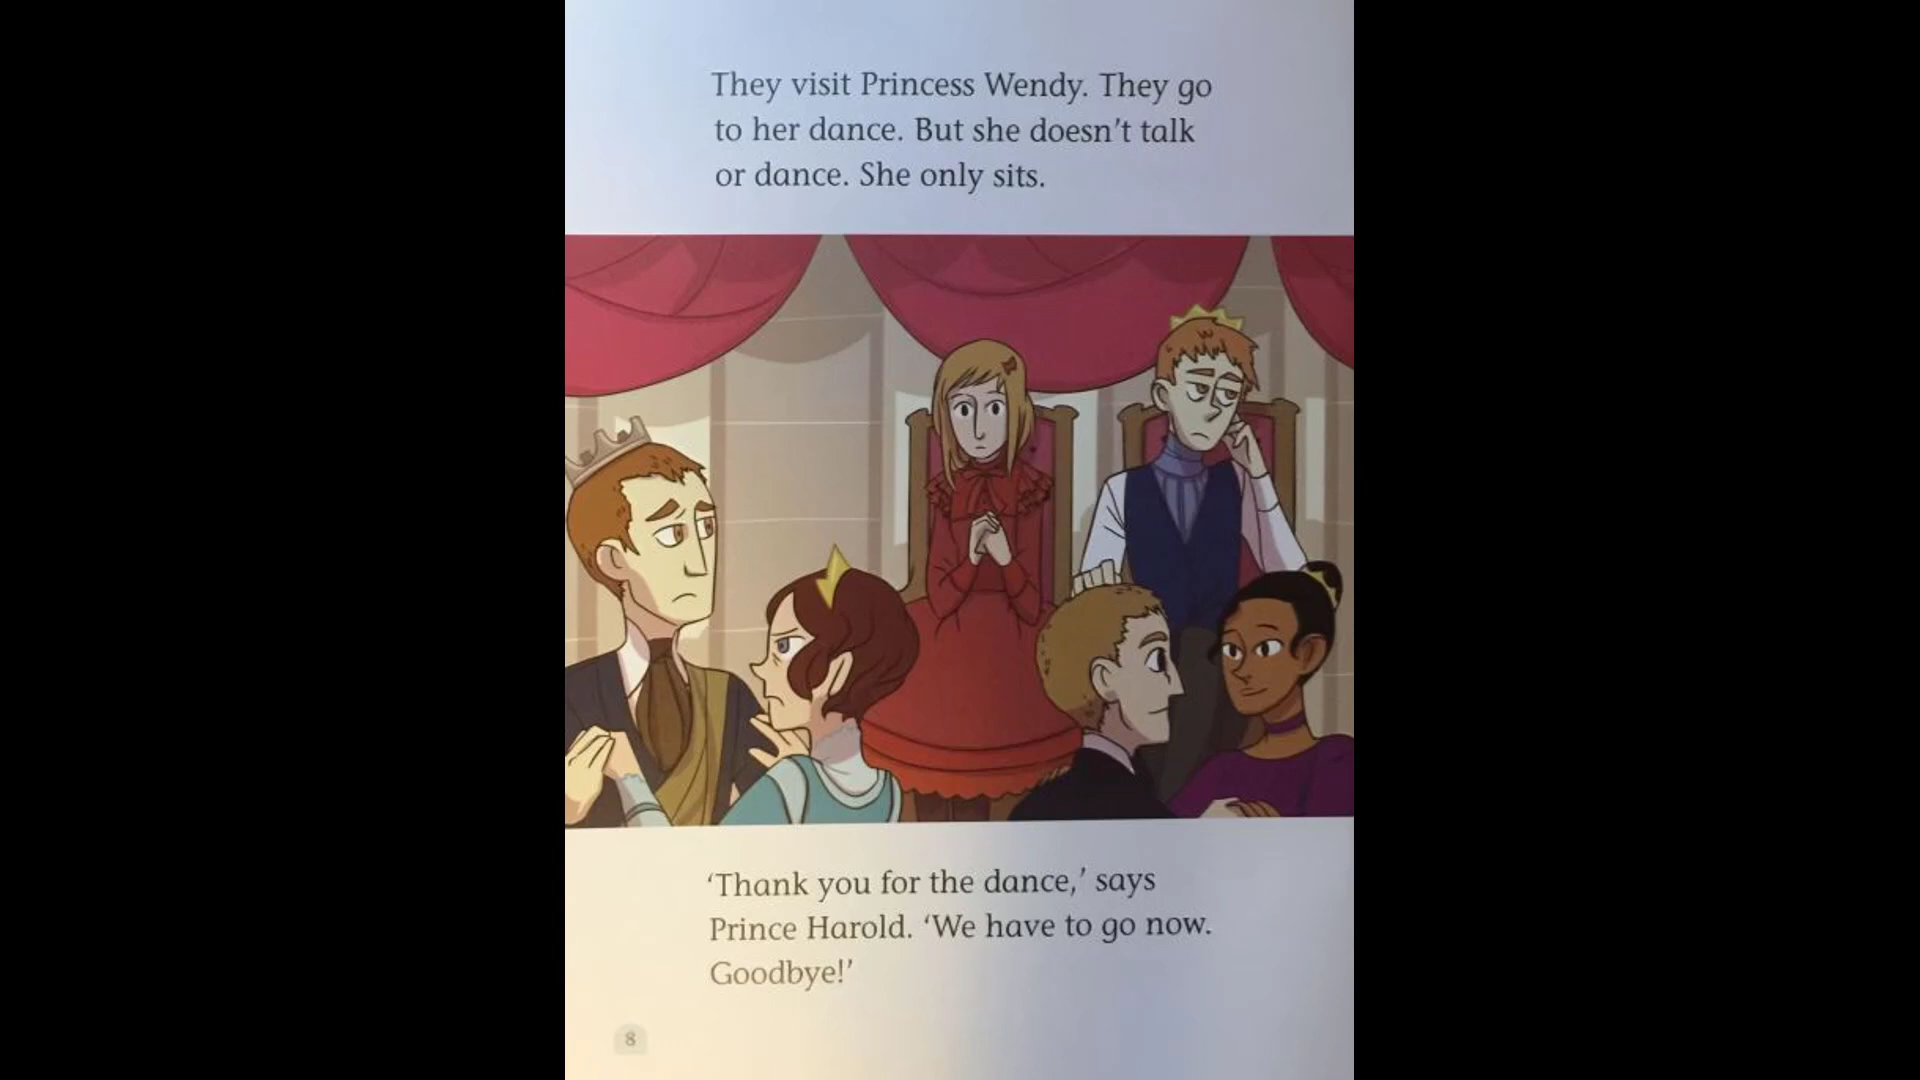 They visit Princess Wendy. They go
to her dance. But she doesn't talk
or dance. She only sits.
‘Thank you for the dance,’ says
Prince Harold. ‘We have to go now.
Goodbye!’
8